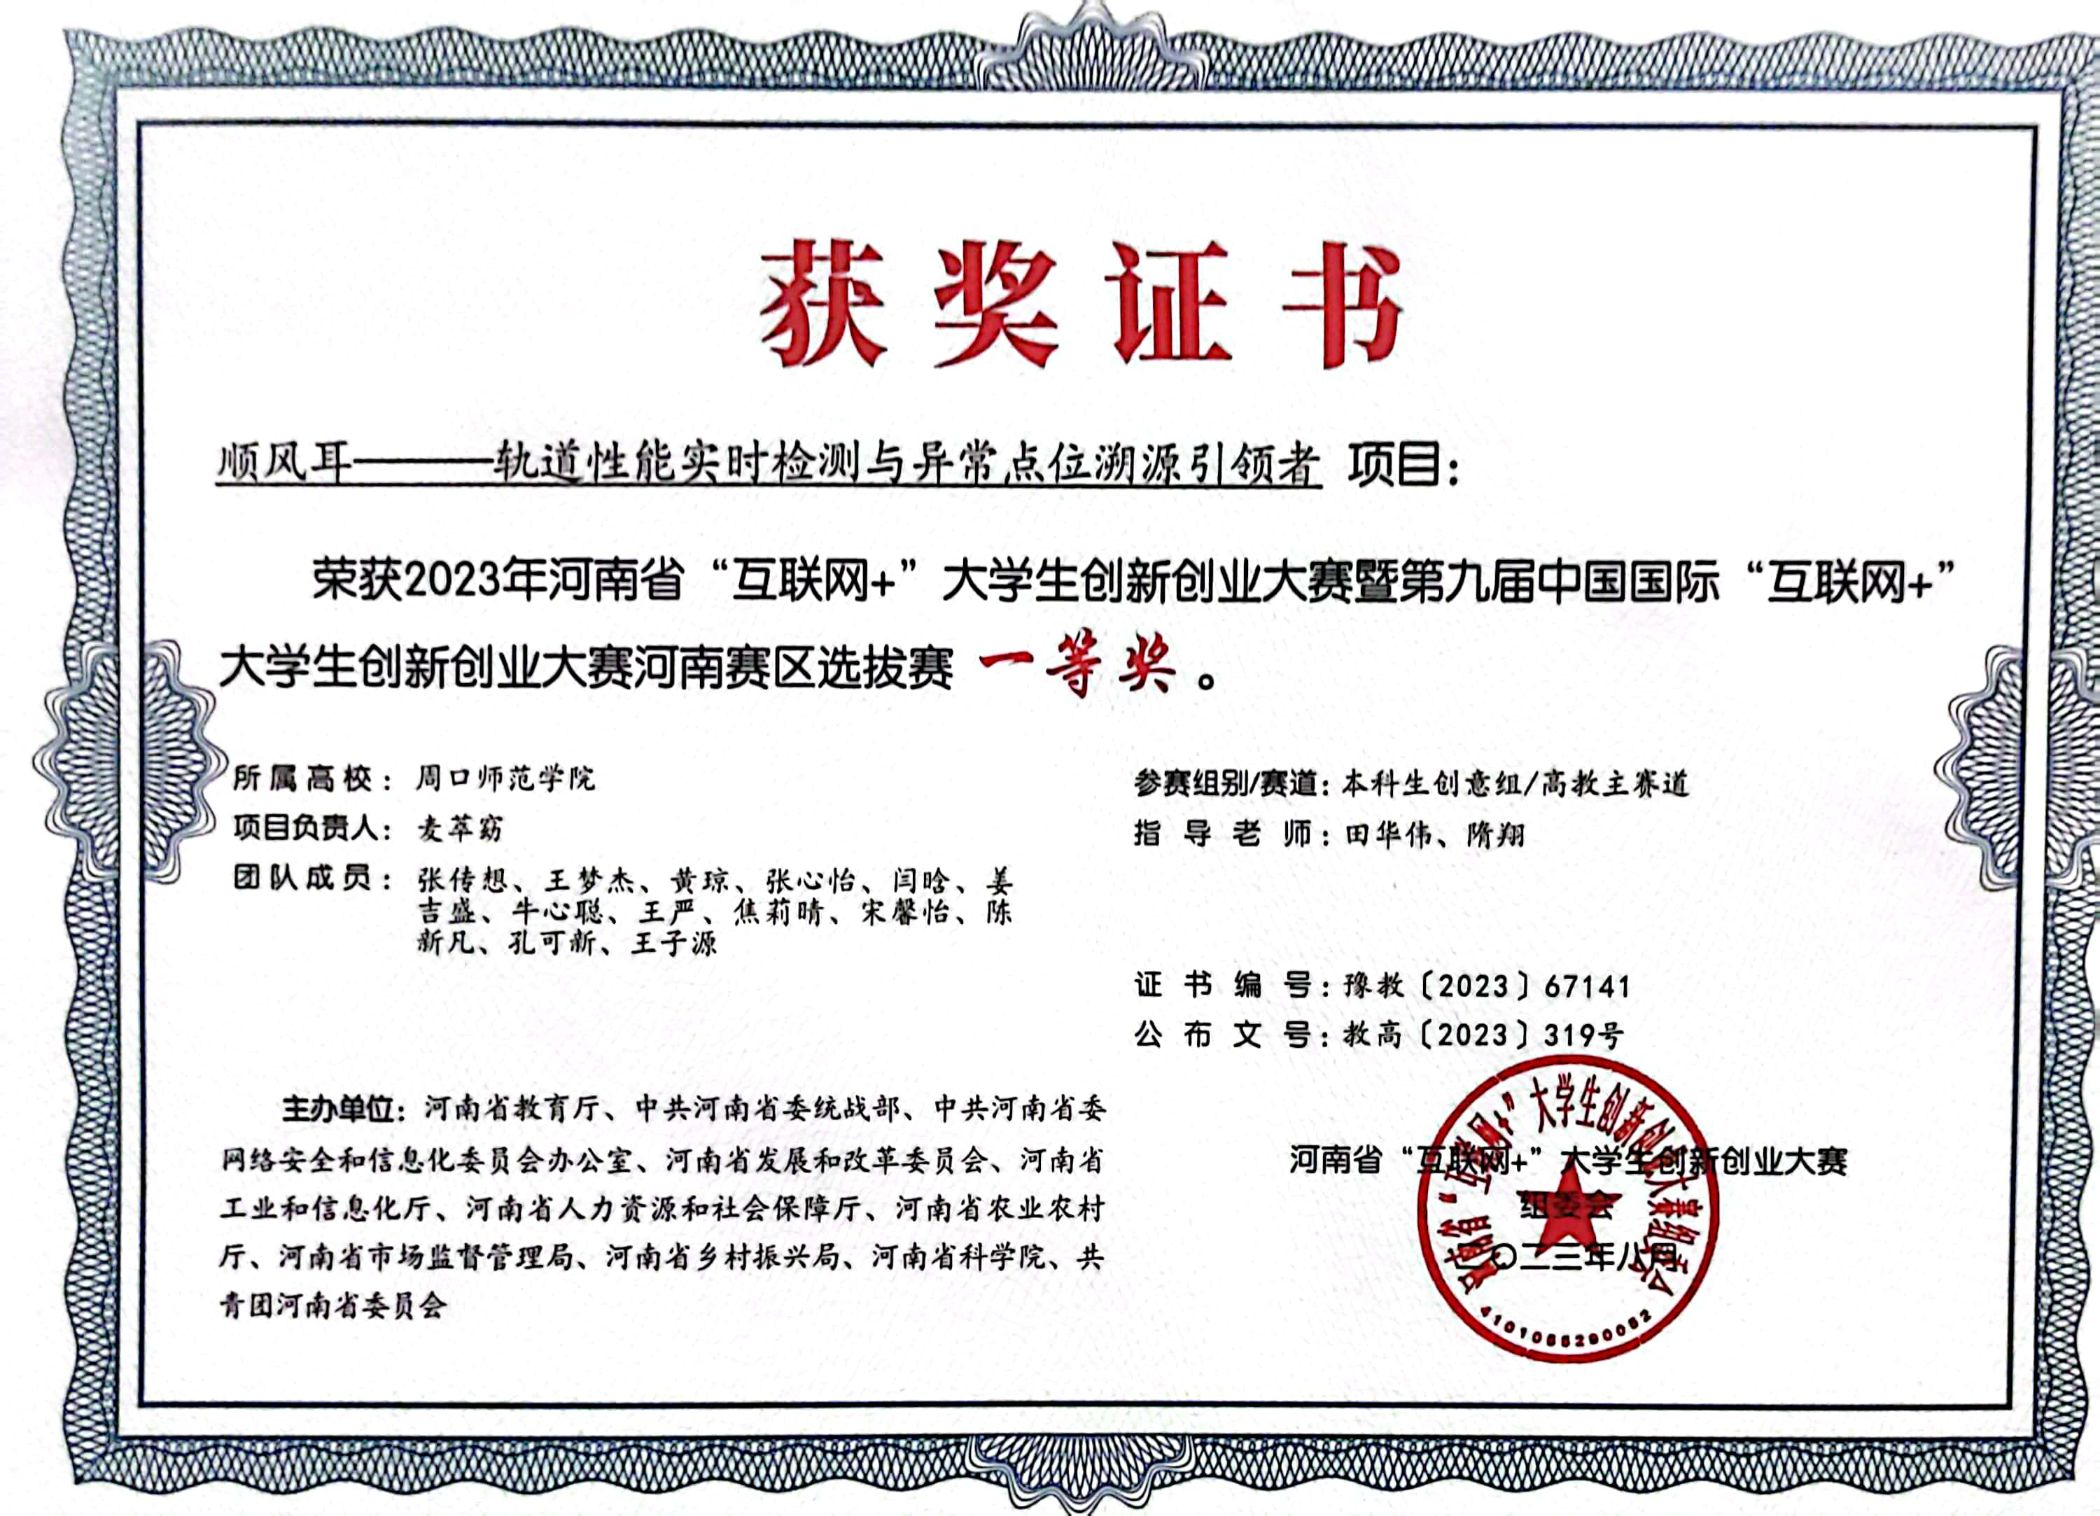 获奖证书
顺风耳———轨道性能实时检测与异常点位溯源引领者 项目：
荣获2023年河南省“互联网+”大学生创新创业大赛暨第九届中国国际“互联网+”
大学生创新创业大赛河南赛区选拔赛 一等奖。
所属高校：周口师范学院
项目负责人：麦萃窈
团队成员：张传想、王梦杰、黄琼、张心怡、闫晗、姜
吉盛、牛心聪、王严、焦莉晴、宋馨怡、陈
新凡、孔可新、王子源
参赛组别/赛道：本科生创意组/高教主赛道
指导老师：田华伟、隋翔
证书编号：豫教〔2023〕67141
公布文号：教高〔2023〕319号
主办单位：河南省教育厅、中共河南省委统战部、中共河南省委
网络安全和信息化委员会办公室、河南省发展和改革委员会、河南省
工业和信息化厅、河南省人力资源和社会保障厅、河南省农业农村
厅、河南省市场监督管理局、河南省乡村振兴局、河南省科学院、共
青团河南省委员会
河南省“互联网+”大学生创新创业大赛
组委会
二〇二三年八月
河南省“互联网+”大学生创新创业大赛组委会